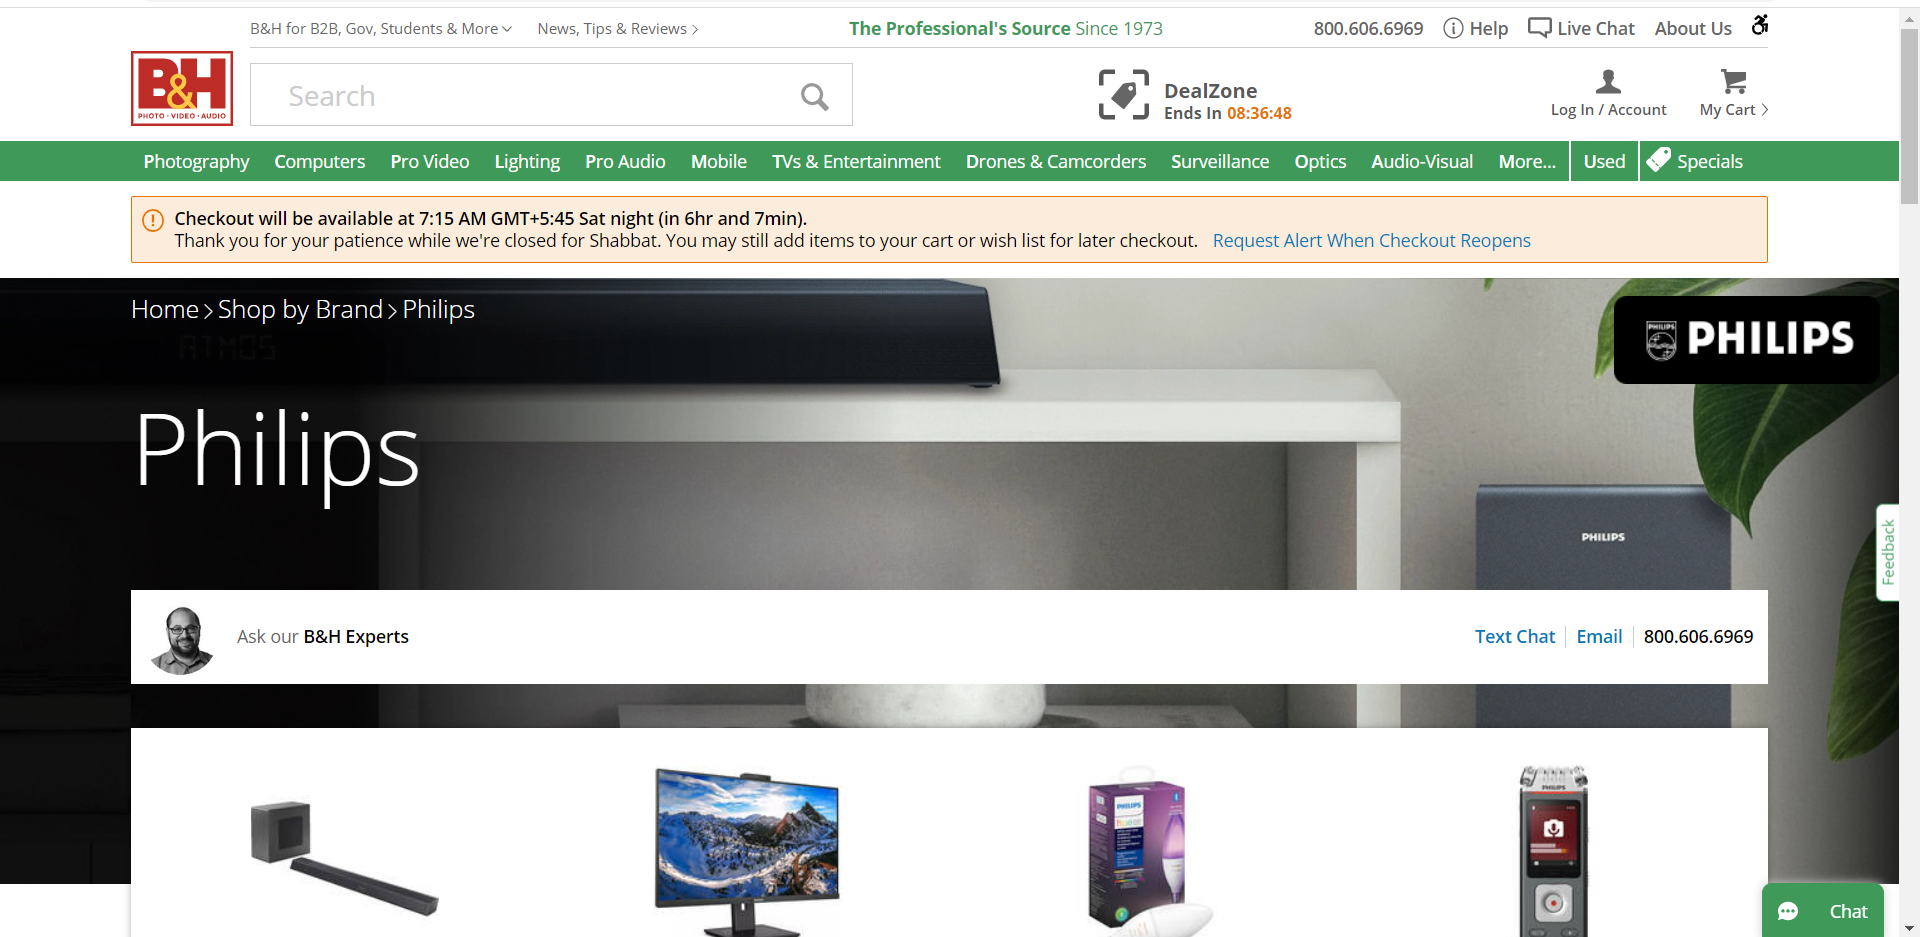 B&H for B2B, Gov, Students & More
News, Tips & Reviews
The Professional's Source Since 1973
800.606.6969
Help
Live Chat
About Us
B&H
PHOTO · VIDEO · AUDIO
Search
DealZone
Ends In 08:36:48
Log In / Account
My Cart
Photography Computers Pro Video Lighting Pro Audio Mobile TVs & Entertainment Drones & Camcorders Surveillance Optics Audio-Visual More... Used Specials
Checkout will be available at 7:15 AM GMT+5:45 Sat night (in 6hr and 7min).
Thank you for your patience while we're closed for Shabbat. You may still add items to your cart or wish list for later checkout. Request Alert When Checkout Reopens
Home > Shop by Brand > Philips
ATMOS
PHILIPS
PHILIPS
Philips
PHILIPS
Feedback
Ask our B&H Experts
Text Chat
Email
800.606.6969
PHILIPS
hue
PHILIPS
Chat